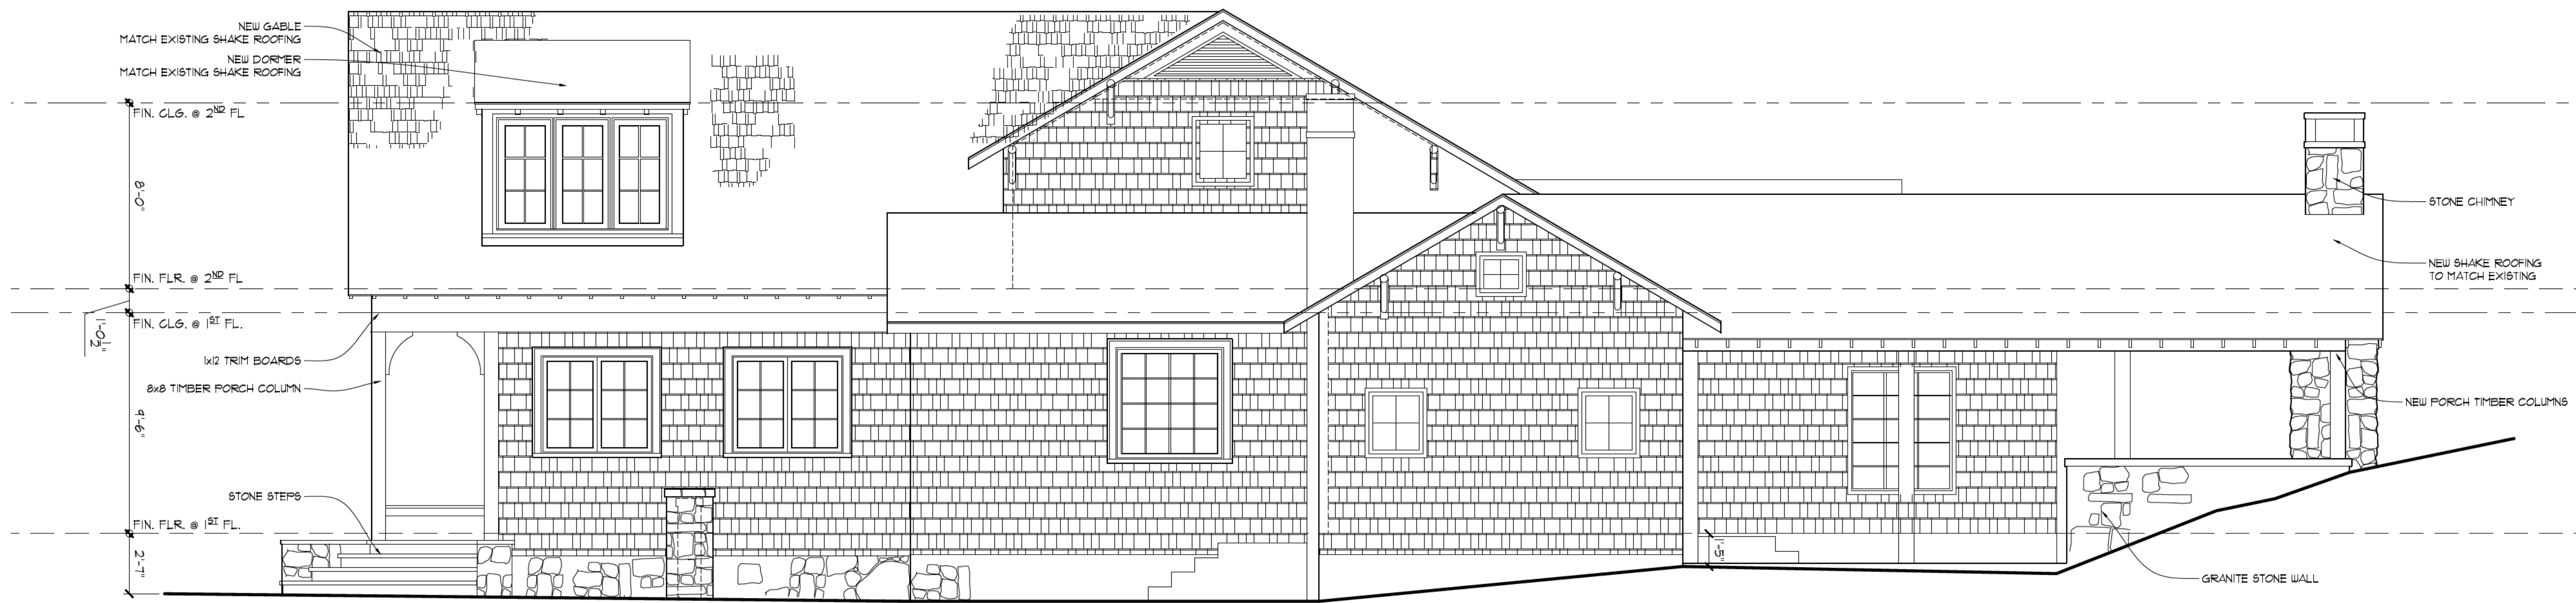 NEW GABLE
MATCH EXISTING SHAKE ROOFING
NEW DORMER
MATCH EXISTING SHAKE ROOFING
FIN. CLG. @ 2ND FL
8'-0"
FIN. FLR. @ 2ND FL
FIN. CLG. @ 1ST FL.
1'-0 1/2"
1x12 TRIM BOARDS
8x8 TIMBER PORCH COLUMN
9'-6"
STONE STEPS
FIN. FLR. @ 1ST FL.
2'-7"
STONE CHIMNEY
NEW SHAKE ROOFING
TO MATCH EXISTING
NEW PORCH TIMBER COLUMNS
GRANITE STONE WALL
1'-5"